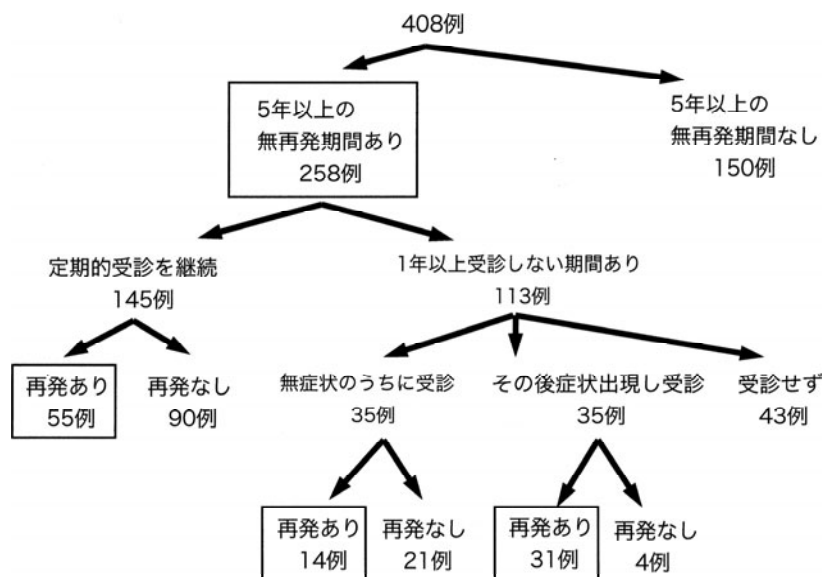 408例
5年以上の
無再発期間あり
258例
5年以上の
無再発期間なし
150例
定期的受診を継続
145例
1年以上受診しない期間あり
113例
再発あり
55例
再発なし
90例
無症状のうちに受診
35例
その後症状出現し受診
35例
受診せず
43例
再発あり
14例
再発なし
21例
再発あり
31例
再発なし
4例